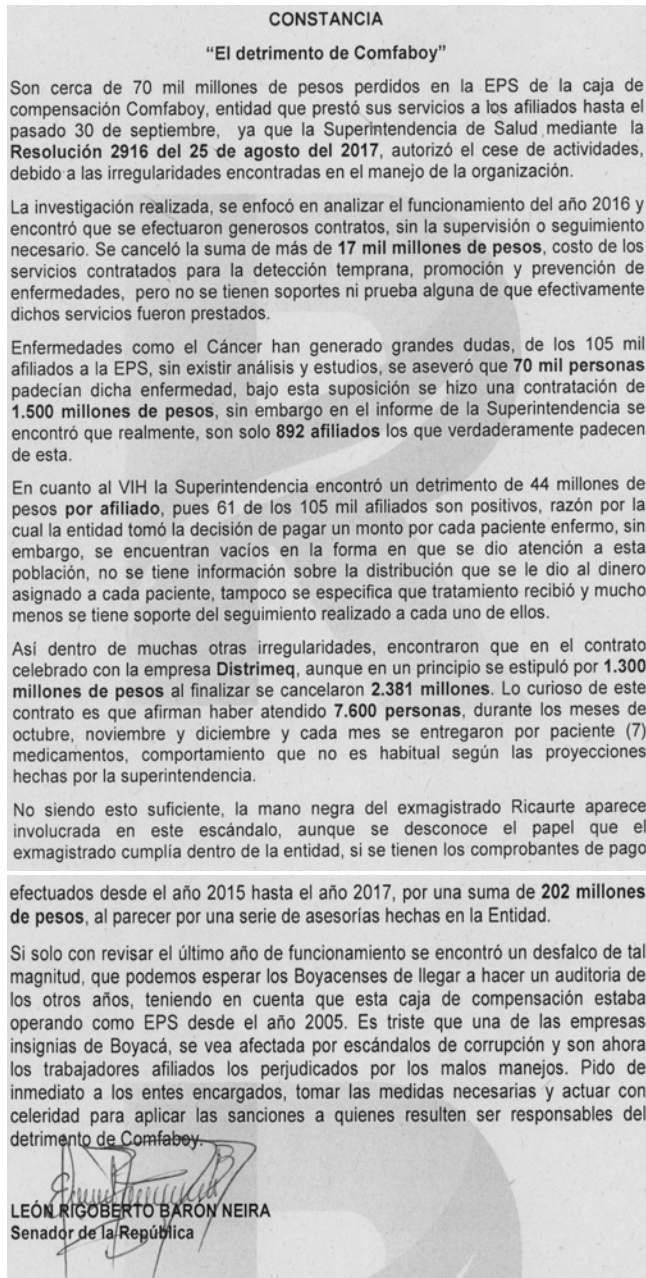 CONSTANCIA
“El detrimento de Comfaboy”
Son cerca de 70 mil millones de pesos perdidos en la EPS de la caja de
compensación Comfaboy, entidad que prestó sus servicios a los afiliados hasta el
pasado 30 de septiembre, ya que la Superintendencia de Salud mediante la
Resolución 2916 del 25 de agosto del 2017, autorizó el cese de actividades,
debido a las irregularidades encontradas en el manejo de la organización.
La investigación realizada, se enfocó en analizar el funcionamiento del año 2016 y
encontró que se efectuaron generosos contratos, sin la supervisión o seguimiento
necesario. Se canceló la suma de más de 17 mil millones de pesos, costo de los
servicios contratados para la detección temprana, promoción y prevención de
enfermedades, pero no se tienen soportes ni prueba alguna de que efectivamente
dichos servicios fueron prestados.
Enfermedades como el Cáncer han generado grandes dudas, de los 105 mil
afiliados a la EPS, sin existir análisis y estudios, se aseveró que 70 mil personas
padecían dicha enfermedad, bajo esta suposición se hizo una contratación de
1.500 millones de pesos, sin embargo en el informe de la Superintendencia se
encontró que realmente, son solo 892 afiliados los que verdaderamente padecen
de esta.
En cuanto al VIH la Superintendencia encontró un detrimento de 44 millones de
pesos por afiliado, pues 61 de los 105 mil afiliados son positivos, razón por la
cual la entidad tomó la decisión de pagar un monto por cada paciente enfermo, sin
embargo, se encuentran vacíos en la forma en que se dio atención a esta
población, no se tiene información sobre la distribución que se le dio al dinero
asignado a cada paciente, tampoco se especifica que tratamiento recibió y mucho
menos se tiene soporte del seguimiento realizado a cada uno de ellos.
Así dentro de muchas otras irregularidades, encontraron que en el contrato
celebrado con la empresa Distrimeq, aunque en un principio se estipuló por 1.300
millones de pesos al finalizar se cancelaron 2.381 millones. Lo curioso de este
contrato es que afirman haber atendido 7.600 personas, durante los meses de
octubre, noviembre y diciembre y cada mes se entregaron por paciente (7)
medicamentos, comportamiento que no es habitual según las proyecciones
hechas por la superintendencia.
No siendo esto suficiente, la mano negra del exmagistrado Ricaurte aparece
involucrada en este escándalo, aunque se desconoce el papel que el
exmagistrado cumplía dentro de la entidad, si se tienen los comprobantes de pago
efectuados desde el año 2015 hasta el año 2017, por una suma de 202 millones
de pesos, al parecer por una serie de asesorías hechas en la Entidad.
Si solo con revisar el último año de funcionamiento se encontró un desfalco de tal
magnitud, que podemos esperar los Boyacenses de llegar a hacer un auditoria de
los otros años, teniendo en cuenta que esta caja de compensación estaba
operando como EPS desde el año 2005. Es triste que una de las empresas
insignias de Boyacá, se vea afectada por escándalos de corrupción y son ahora
los trabajadores afiliados los perjudicados por los malos manejos. Pido de
inmediato a los entes encargados, tomar las medidas necesarias y actuar con
celeridad para aplicar las sanciones a quienes resulten ser responsables del
detrimento de Comfaboy.
LEÓN RIGOBERTO BARÓN NEIRA
Senador de la República